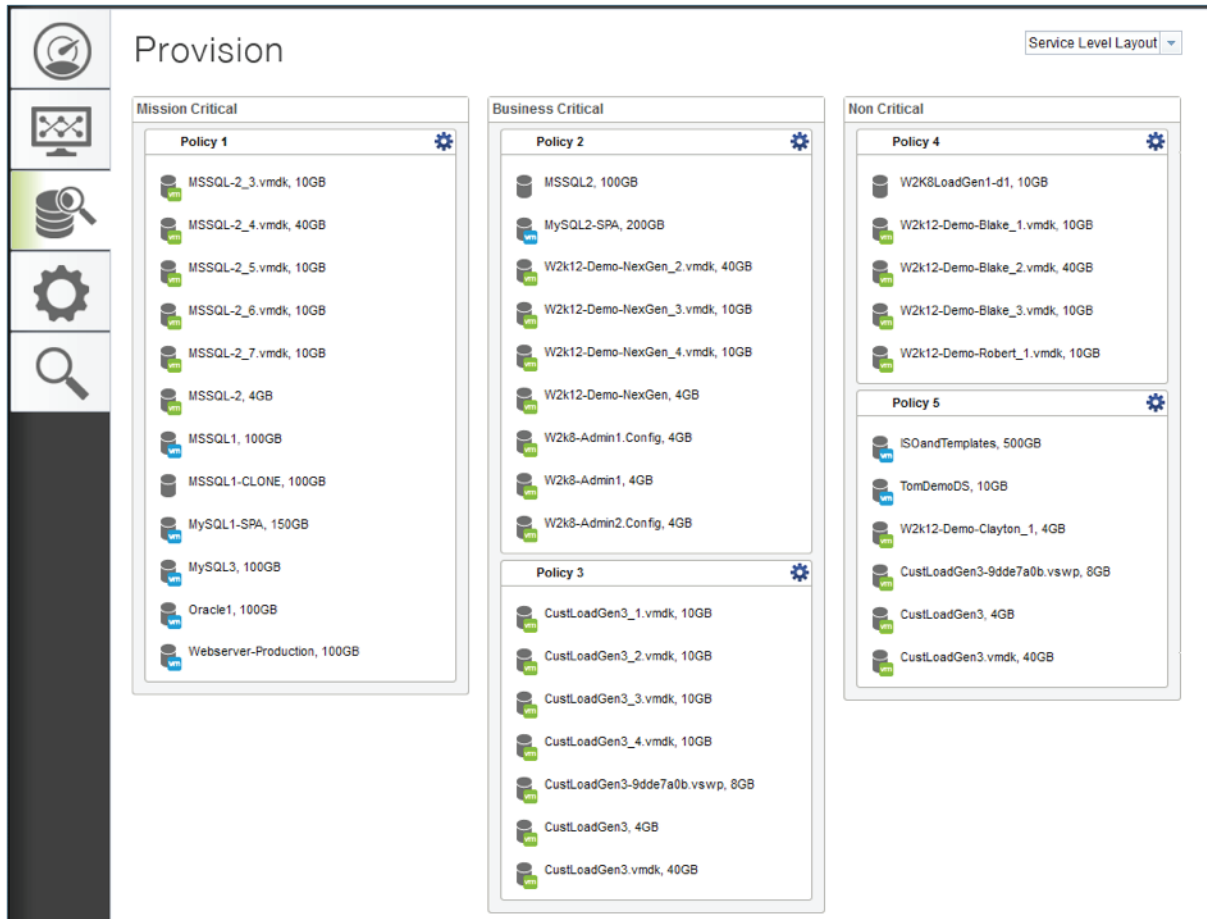 Provision
Service Level Layout
Mission Critical
Policy 1
MSSQL-2_3.vmdk, 10GB
MSSQL-2_4.vmdk, 40GB
MSSQL-2_5.vmdk, 10GB
MSSQL-2_6.vmdk, 10GB
MSSQL-2_7.vmdk, 10GB
MSSQL-2, 4GB
MSSQL1, 100GB
MSSQL1-CLONE, 100GB
MySQL1-SPA, 150GB
MySQL3, 100GB
Oracle1, 100GB
Webserver-Production, 100GB
Business Critical
Policy 2
MSSQL2, 100GB
MySQL2-SPA, 200GB
W2k12-Demo-NexGen_2.vmdk, 40GB
W2k12-Demo-NexGen_3.vmdk, 10GB
W2k12-Demo-NexGen_4.vmdk, 10GB
W2k12-Demo-NexGen, 4GB
W2k8-Admin1.Config, 4GB
W2k8-Admin1, 4GB
W2k8-Admin2.Config, 4GB
Policy 3
CustLoadGen3_1.vmdk, 10GB
CustLoadGen3_2.vmdk, 10GB
CustLoadGen3_3.vmdk, 10GB
CustLoadGen3_4.vmdk, 10GB
CustLoadGen3-9dde7a0b.vswp, 8GB
CustLoadGen3, 4GB
CustLoadGen3.vmdk, 40GB
Non Critical
Policy 4
W2K8LoadGen1-d1, 10GB
W2k12-Demo-Blake_1.vmdk, 10GB
W2k12-Demo-Blake_2.vmdk, 40GB
W2k12-Demo-Blake_3.vmdk, 10GB
W2k12-Demo-Robert_1.vmdk, 10GB
Policy 5
ISOandTemplates, 500GB
TomDemoDS, 10GB
W2k12-Demo-Clayton_1, 4GB
CustLoadGen3-9dde7a0b.vswp, 8GB
CustLoadGen3, 4GB
CustLoadGen3.vmdk, 40GB